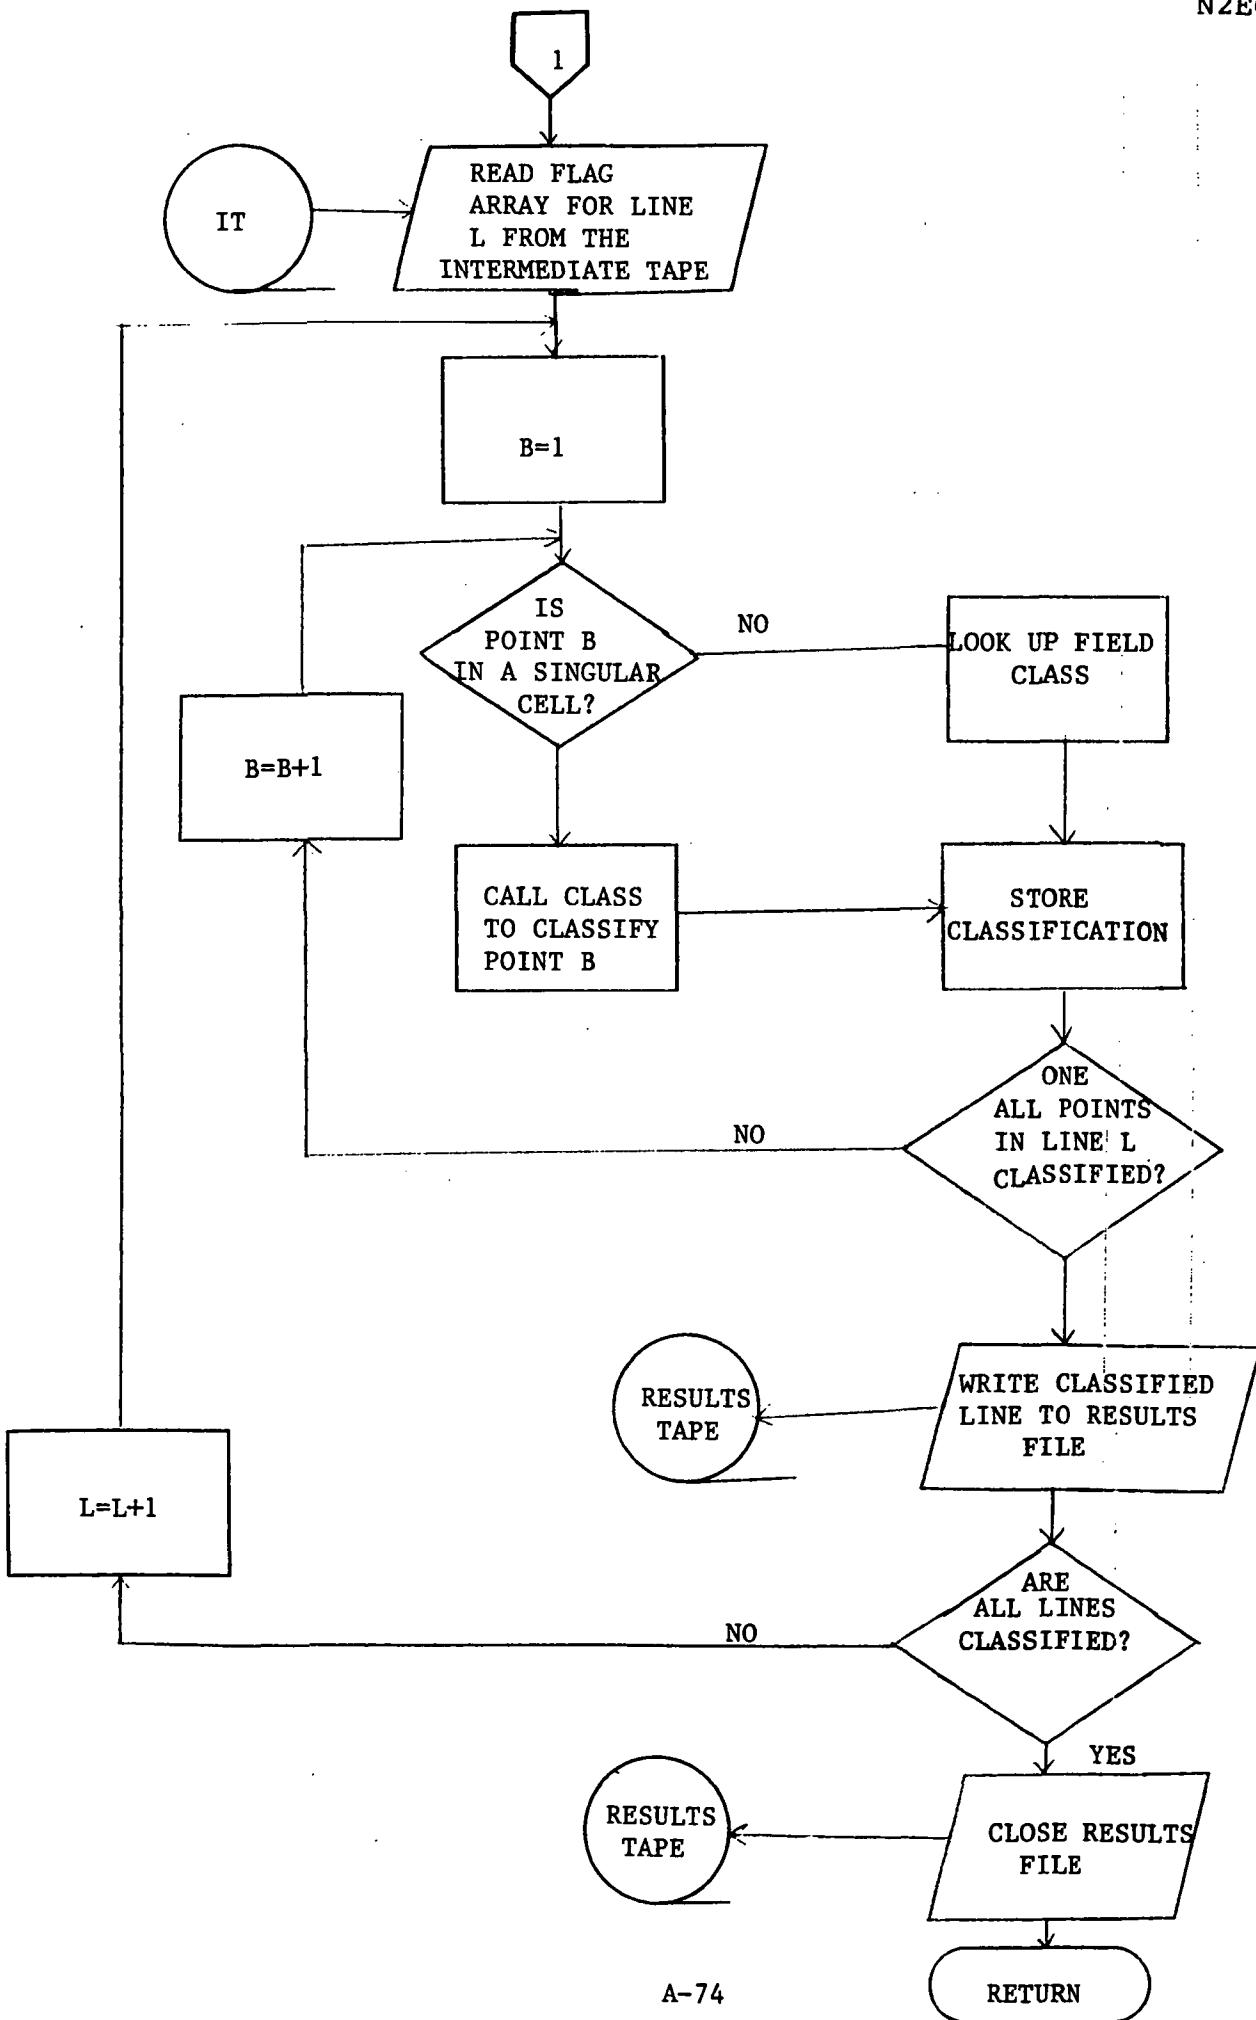 1
READ FLAG
ARRAY FOR LINE
L FROM THE
INTERMEDIATE TAPE
IT
B=1
IS
POINT B
IN A SINGULAR
CELL?
NO
LOOK UP FIELD
CLASS
B=B+1
CALL CLASS
TO CLASSIFY
POINT B
STORE
CLASSIFICATION
ONE
ALL POINTS
IN LINE L
CLASSIFIED?
NO
WRITE CLASSIFIED
LINE TO RESULTS
FILE
RESULTS
TAPE
L=L+1
ARE
ALL LINES
CLASSIFIED?
NO
YES
CLOSE RESULTS
FILE
RESULTS
TAPE
RETURN
A-74